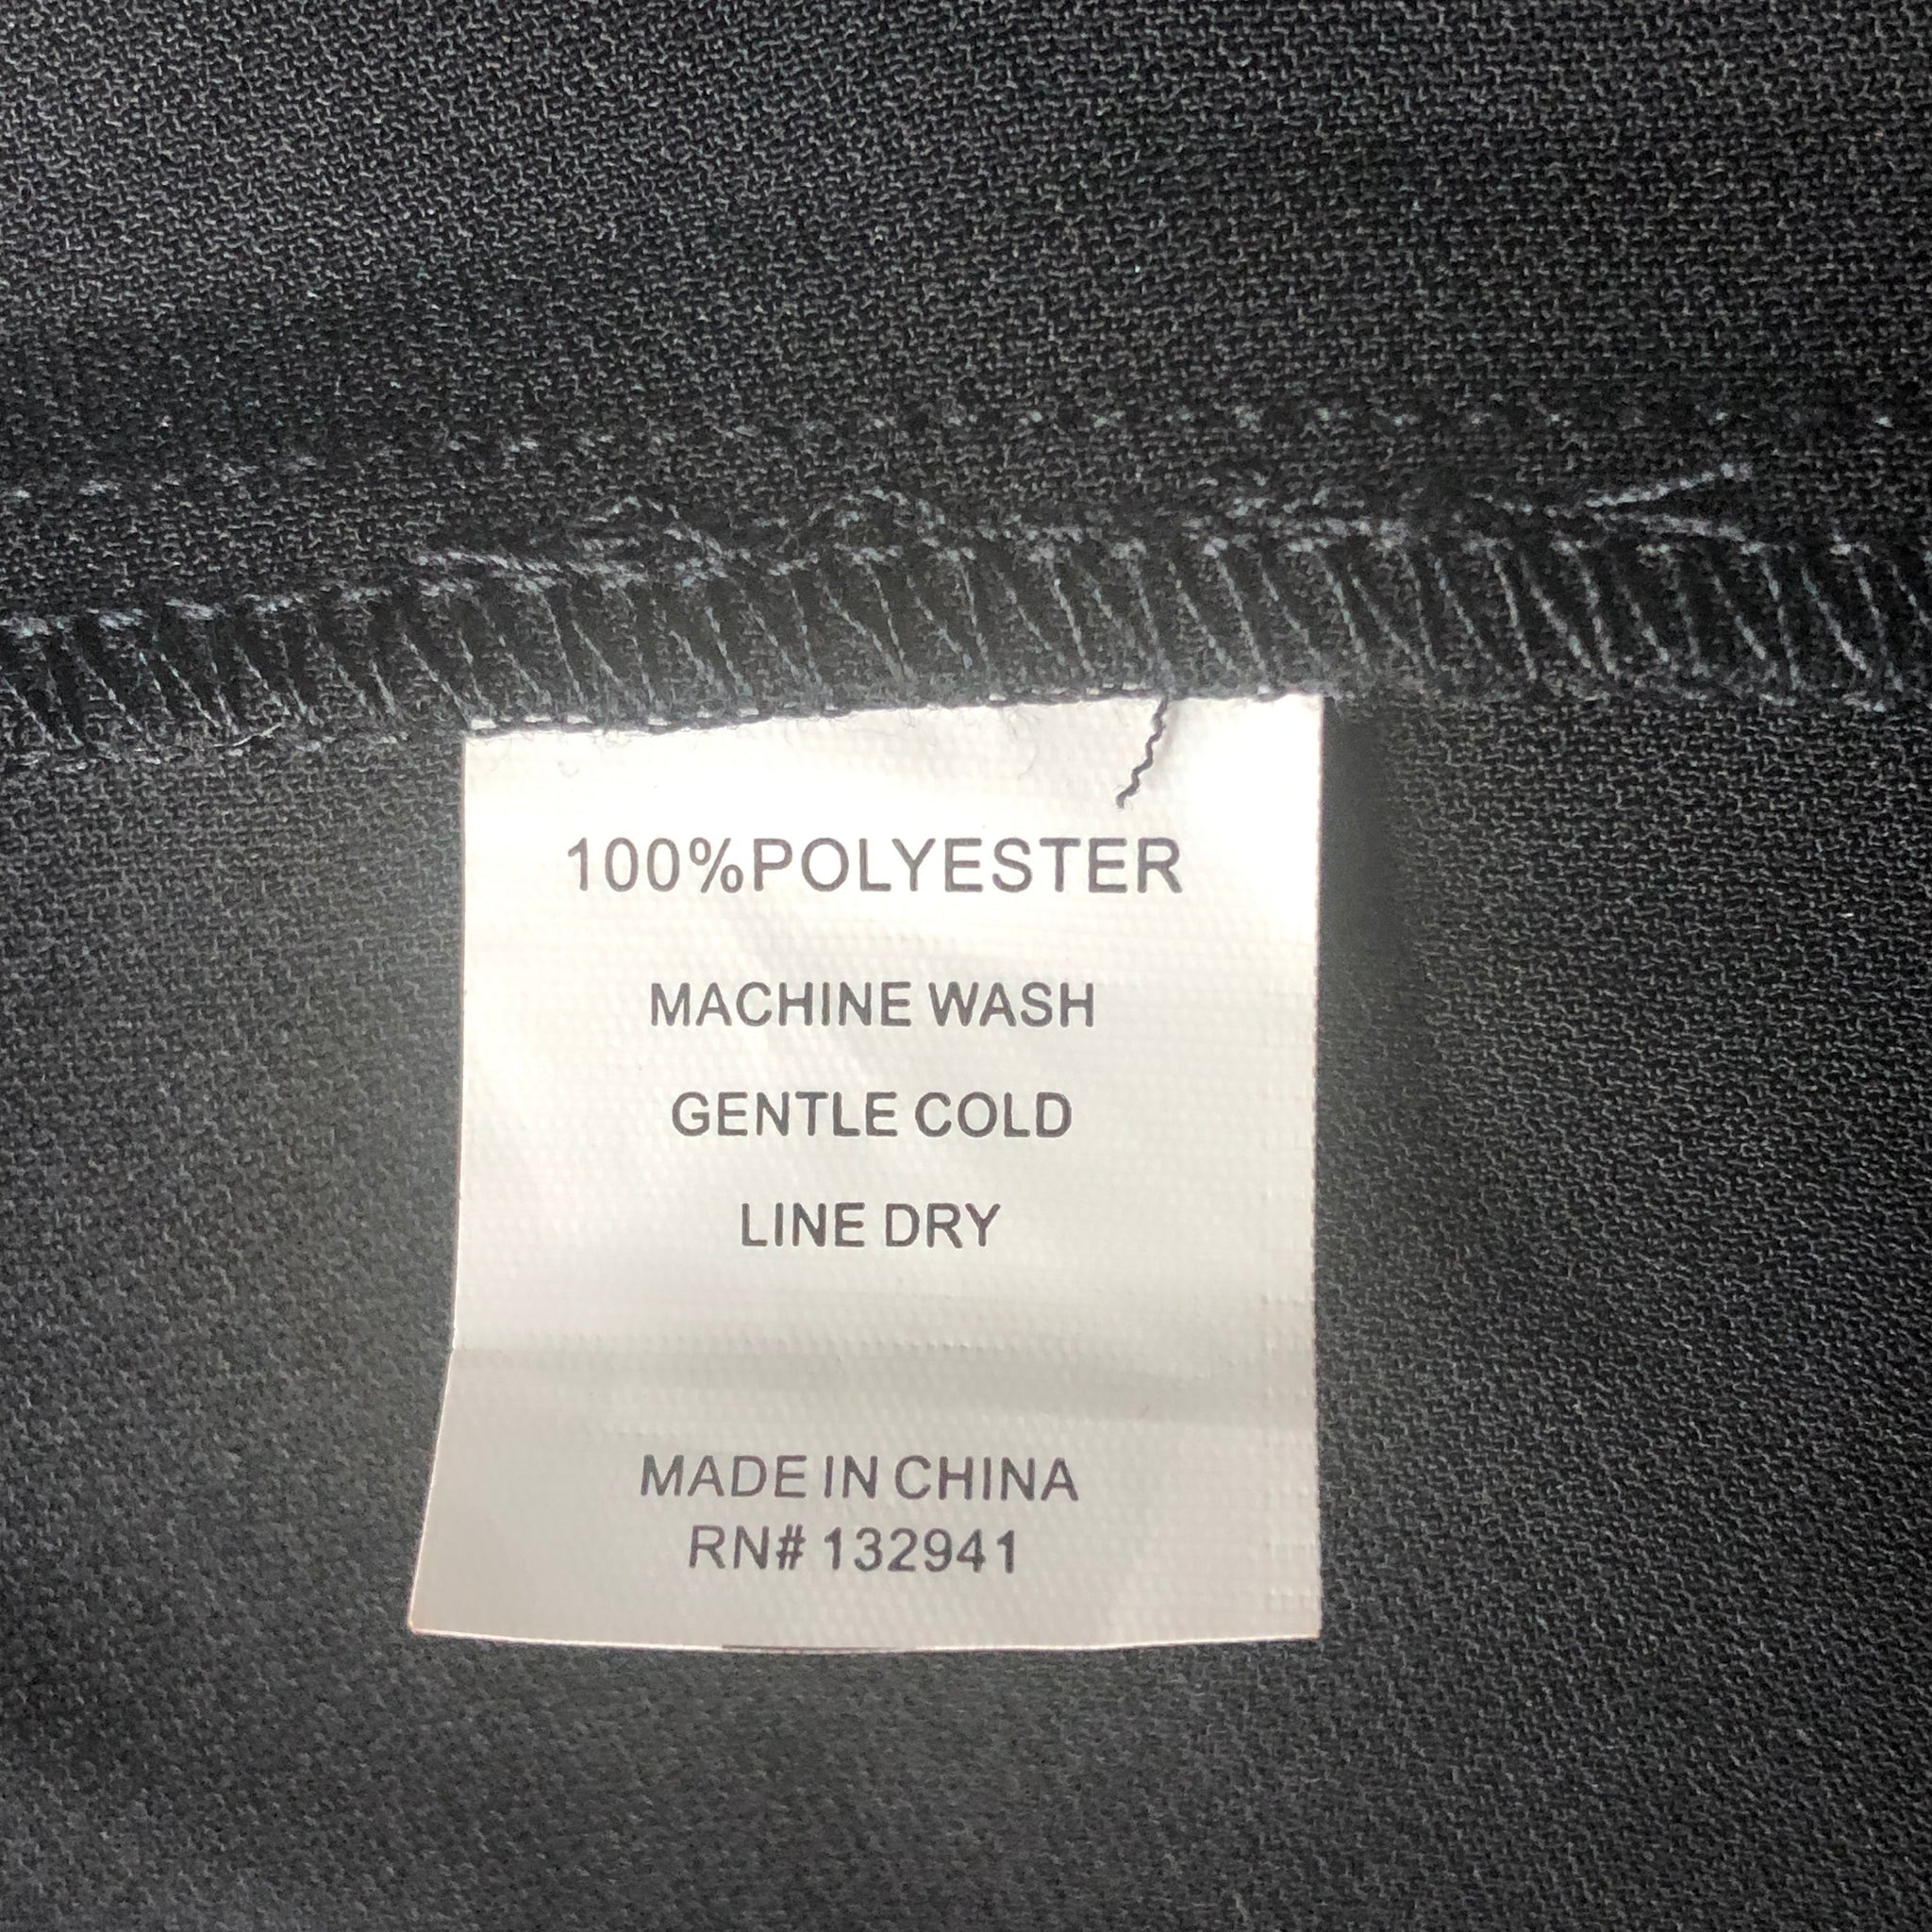 100%POLYESTER
MACHINE WASH
GENTLE COLD
LINE DRY
MADE IN CHINA
RN# 132941